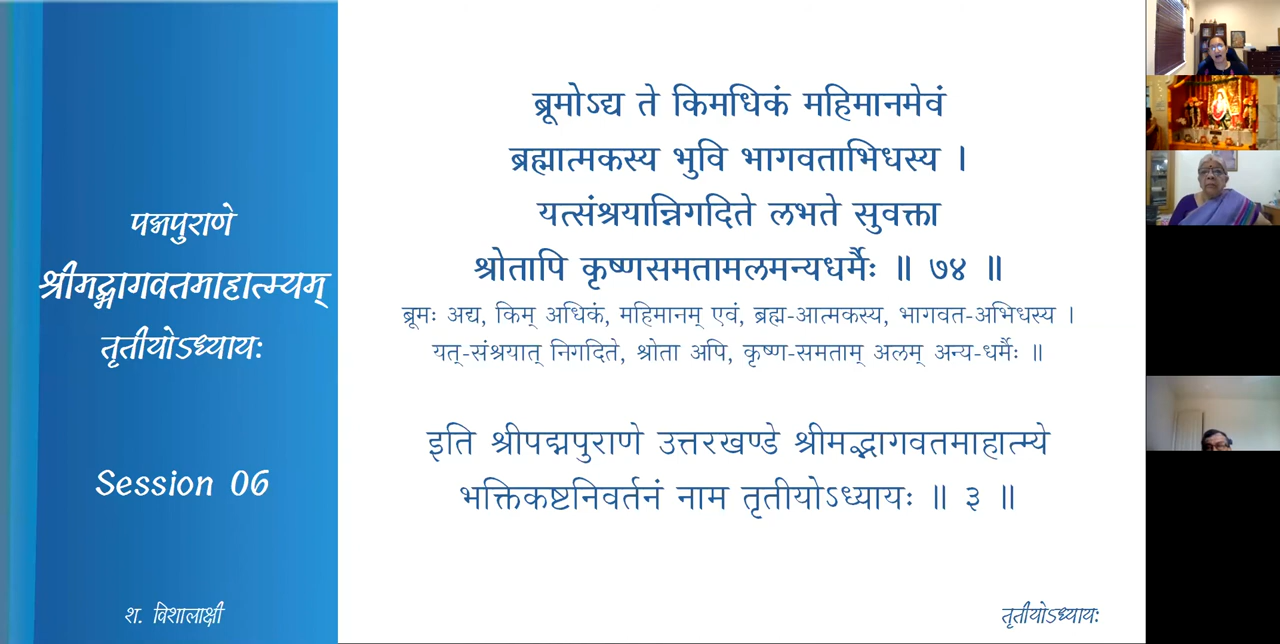 पद्मपुराणे
श्रीमद्भागवतमाहात्म्यम्
तृतीयोऽध्यायः
Session 06
श. विशालाक्षी
ब्रूमोऽद्य ते किमधिकं महिमानमेवं
ब्रह्मात्मकस्य भुवि भागवताभिधस्य ।
यत्संश्रयान्निगदिते लभते सुवक्ता
श्रोतापि कृष्णसमतामलमन्यधर्मैः ॥ ७४ ॥
ब्रूमः अद्य, किम् अधिकं, महिमानम् एवं, ब्रह्म-आत्मकस्य, भागवत-अभिधस्य ।
यत्-संश्रयात् निगदिते, श्रोता अपि, कृष्ण-समताम् अलम् अन्य-धर्मैः ॥
इति श्रीपद्मपुराणे उत्तरखण्डे श्रीमद्भागवतमाहात्म्ये
भक्तिकष्टनिवर्तनं नाम तृतीयोऽध्यायः ॥ ३ ॥
तृतीयोऽध्यायः